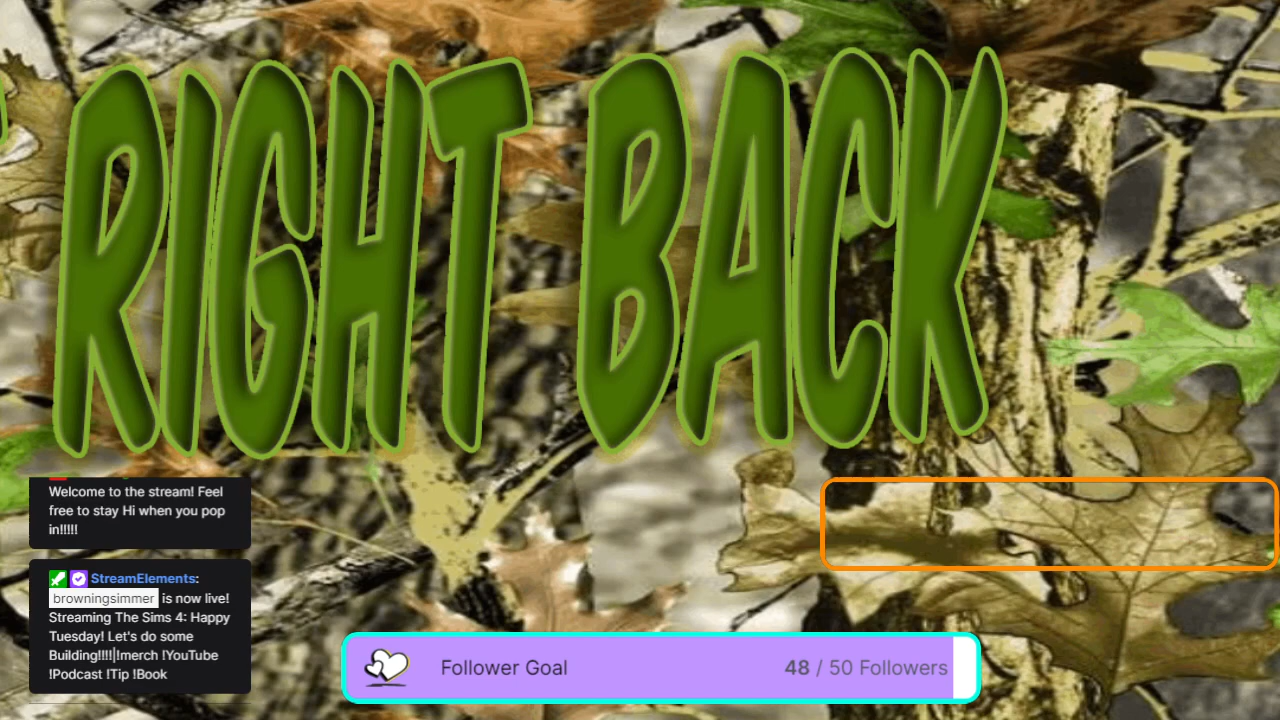 RIGHT BACK
Welcome to the stream! Feel
free to stay Hi when you pop
in!!!!!
StreamElements:
browningsimmer is now live!
Streaming The Sims 4: Happy
Tuesday! Let's do some
Building!!!!|!merch !YouTube
!Podcast !Tip !Book
Follower Goal 48 / 50 Followers